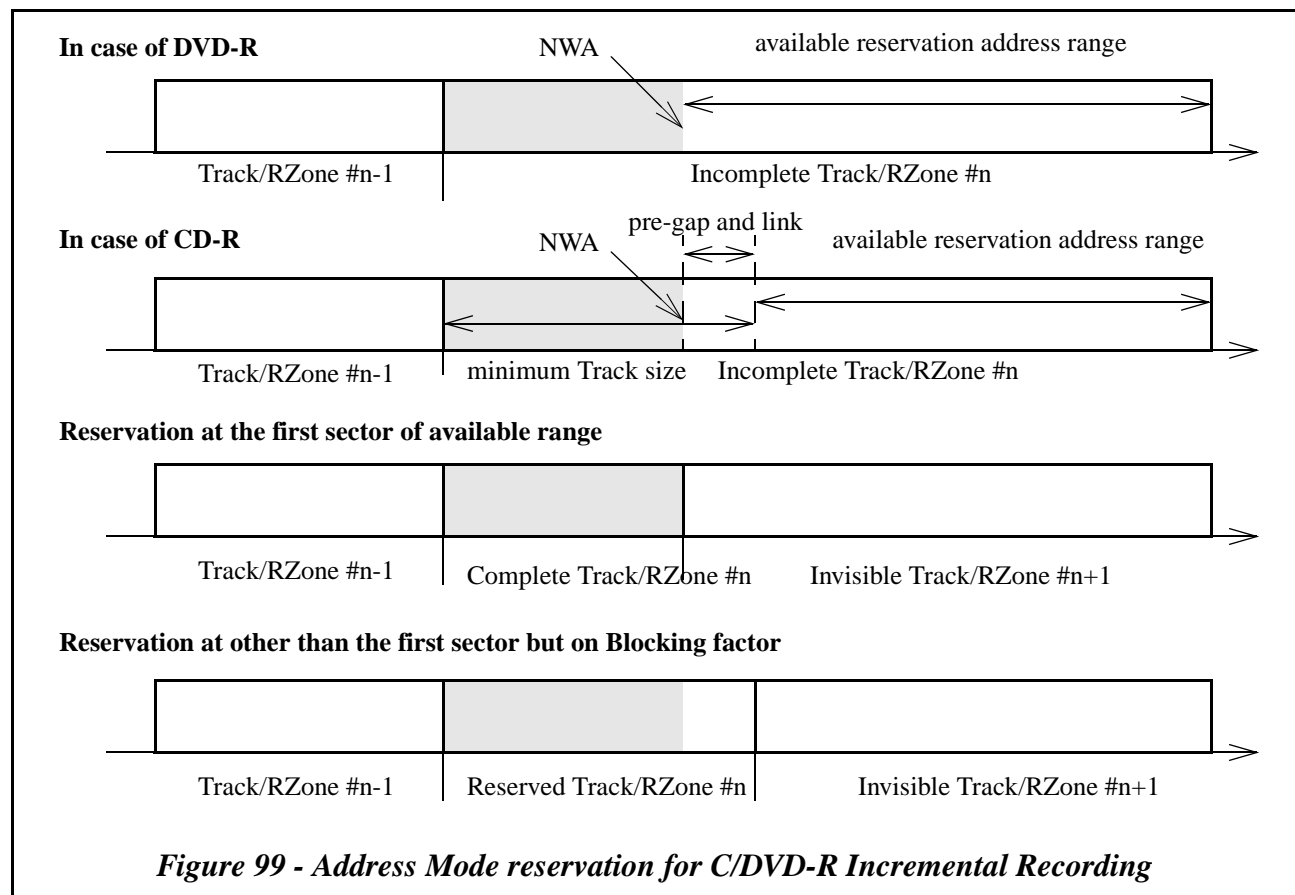 In case of DVD-R
NWA
available reservation address range
Track/RZone #n-1
Incomplete Track/RZone #n
In case of CD-R
NWA
pre-gap and link
available reservation address range
Track/RZone #n-1
minimum Track size
Incomplete Track/RZone #n
Reservation at the first sector of available range
Track/RZone #n-1
Complete Track/RZone #n
Invisible Track/RZone #n+1
Reservation at other than the first sector but on Blocking factor
Track/RZone #n-1
Reserved Track/RZone #n
Invisible Track/RZone #n+1
Figure 99 - Address Mode reservation for C/DVD-R Incremental Recording